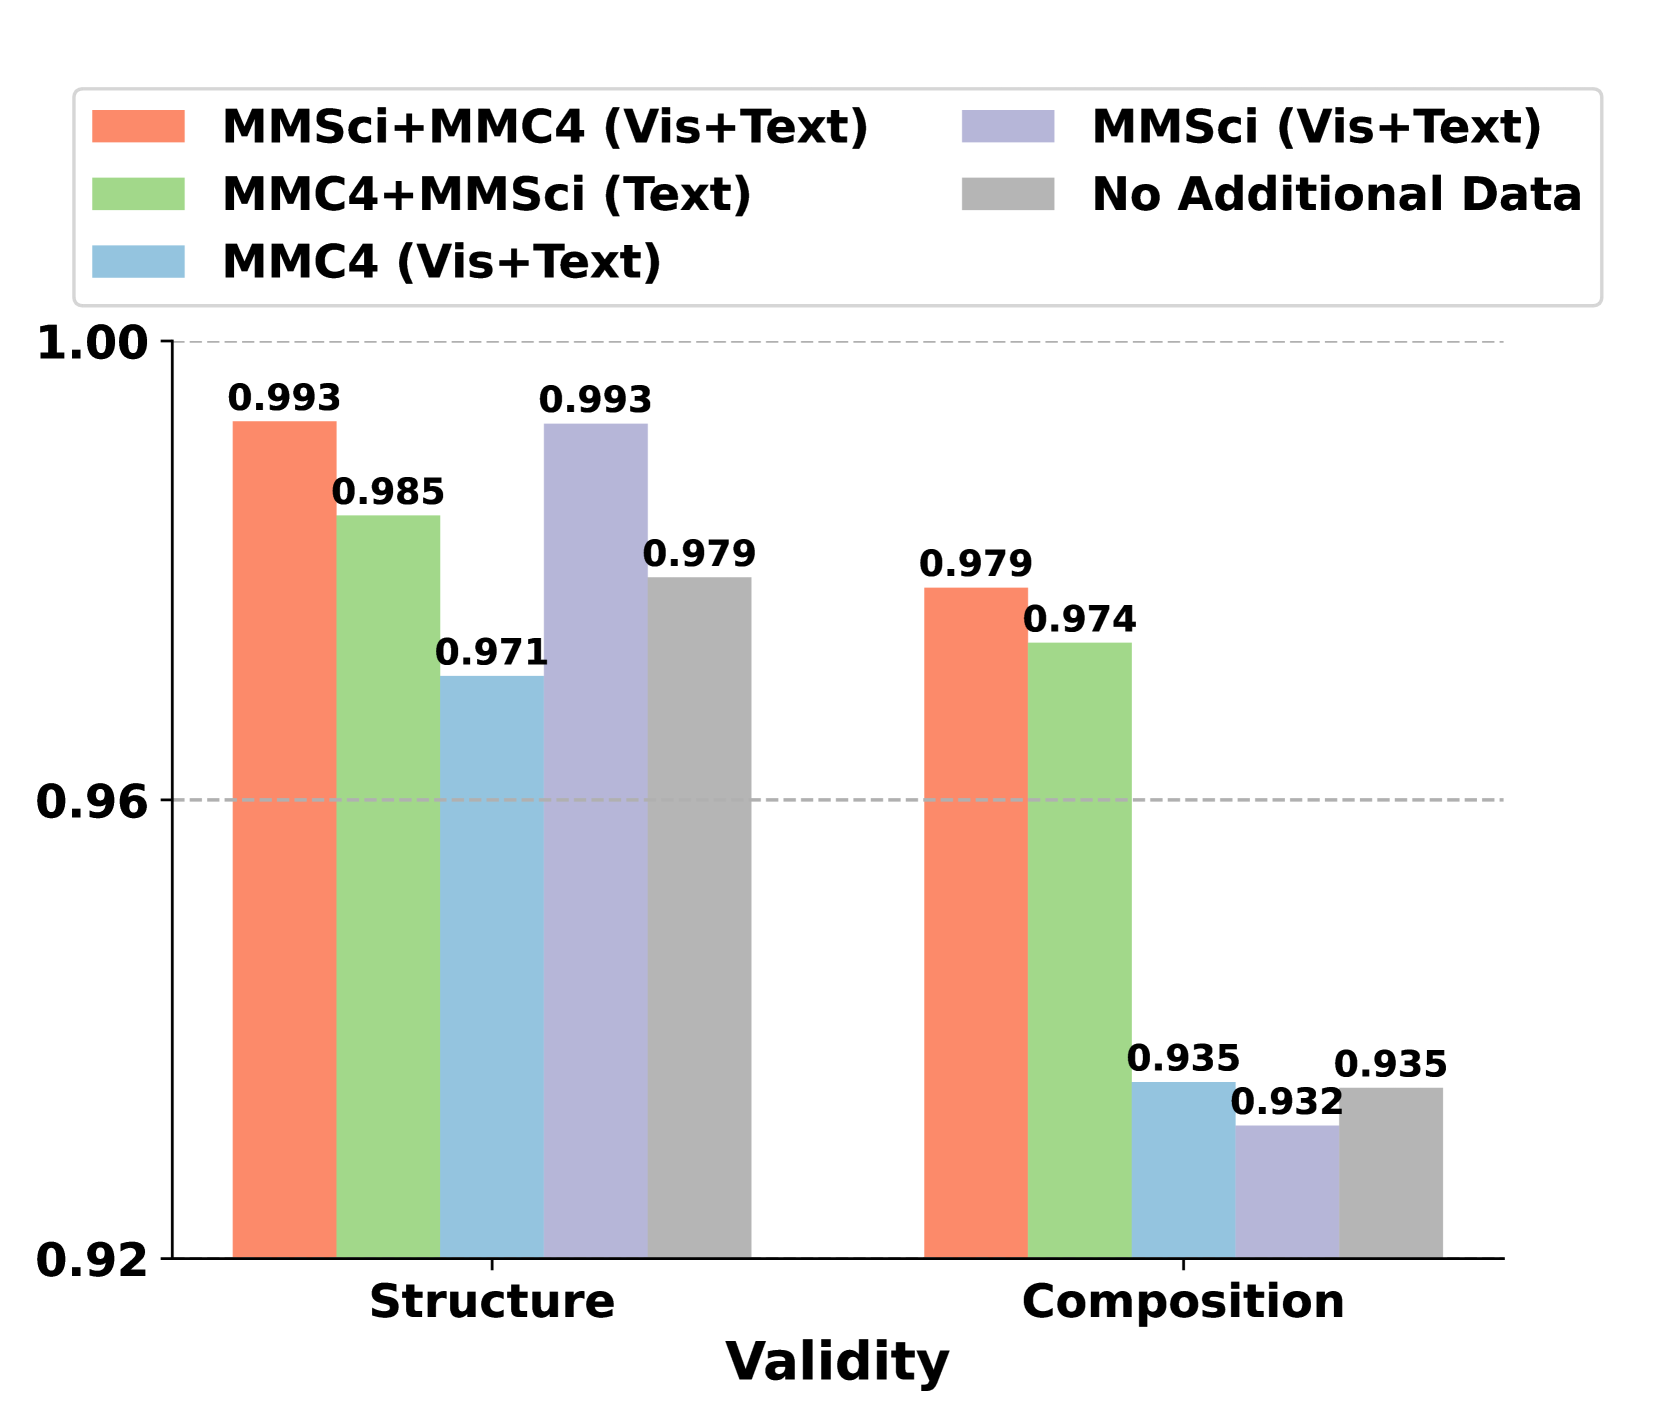 MMSci+MMC4 (Vis+Text)
MMC4+MMSci (Text)
MMC4 (Vis+Text)
MMSci (Vis+Text)
No Additional Data
1.00
0.96
0.92
0.993
0.985
0.971
0.993
0.979
0.979
0.974
0.935
0.932
0.935
Structure
Composition
Validity